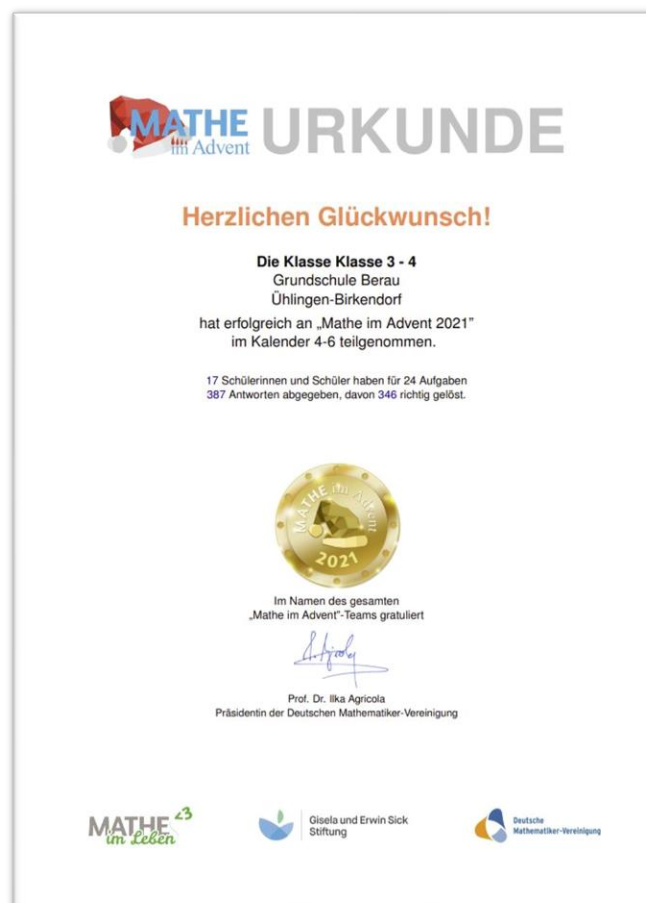 MATHE
im Advent
URKUNDE
Herzlichen Glückwunsch!
Die Klasse Klasse 3 - 4
Grundschule Berau
Ühlingen-Birkendorf
hat erfolgreich an „Mathe im Advent 2021”
im Kalender 4-6 teilgenommen.
17 Schülerinnen und Schüler haben für 24 Aufgaben
387 Antworten abgegeben, davon 346 richtig gelöst.
MATHE im Advent
2021
Im Namen des gesamten
„Mathe im Advent”-Teams gratuliert
I. Agricola
Prof. Dr. Ilka Agricola
Präsidentin der Deutschen Mathematiker-Vereinigung
MATHE <3
im Leben
Gisela und Erwin Sick
Stiftung
Deutsche
Mathematiker-Vereinigung